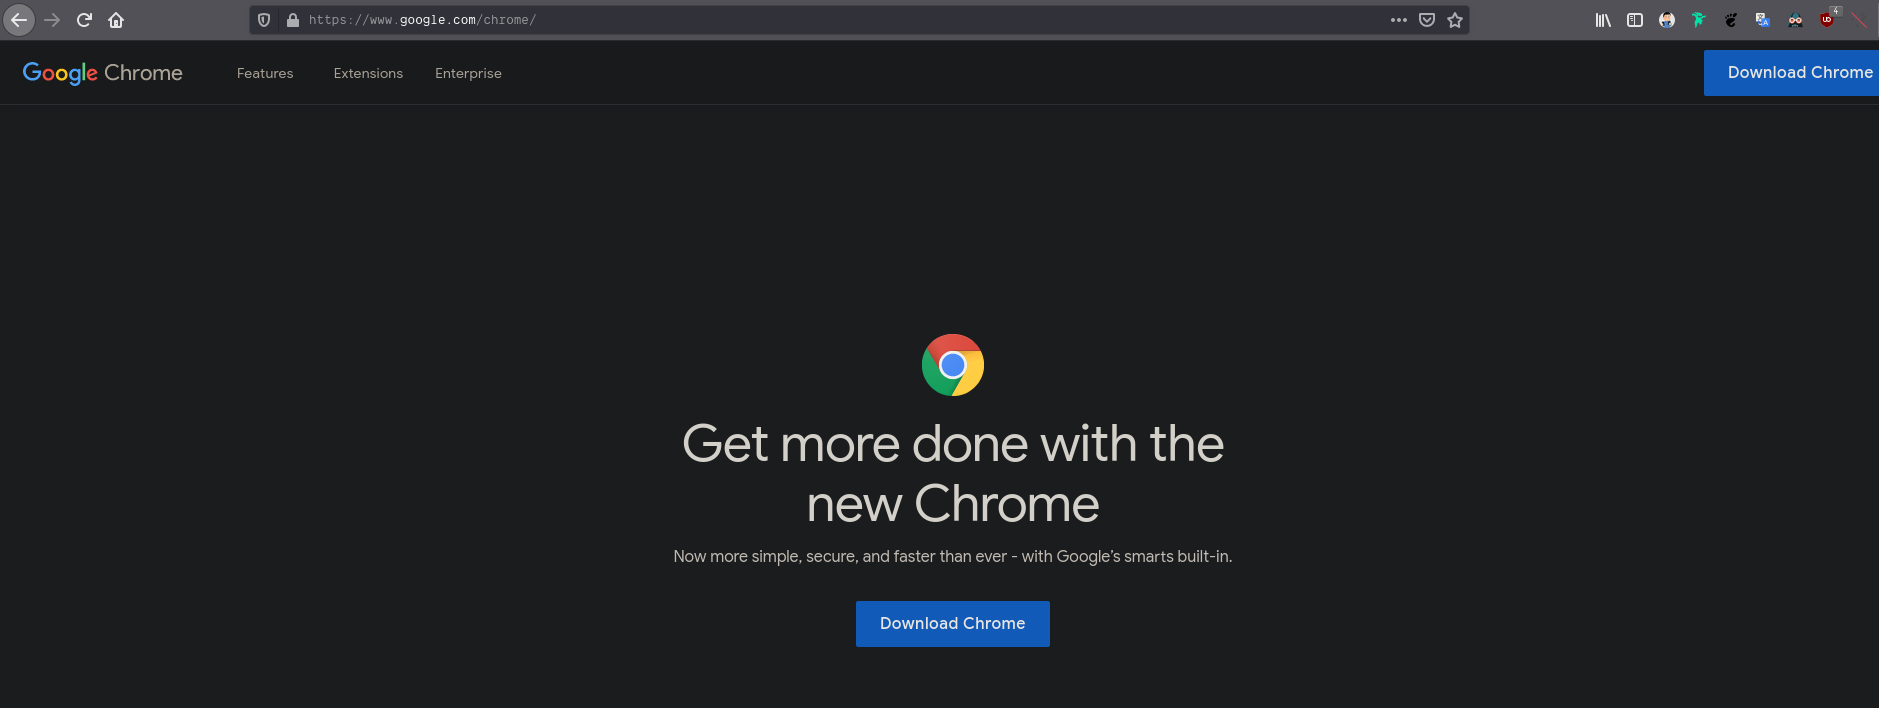 https://www.google.com/chrome/
4
Google Chrome
Features
Extensions
Enterprise
Download Chrome
Get more done with the
new Chrome
Now more simple, secure, and faster than ever - with Google's smarts built-in.
Download Chrome